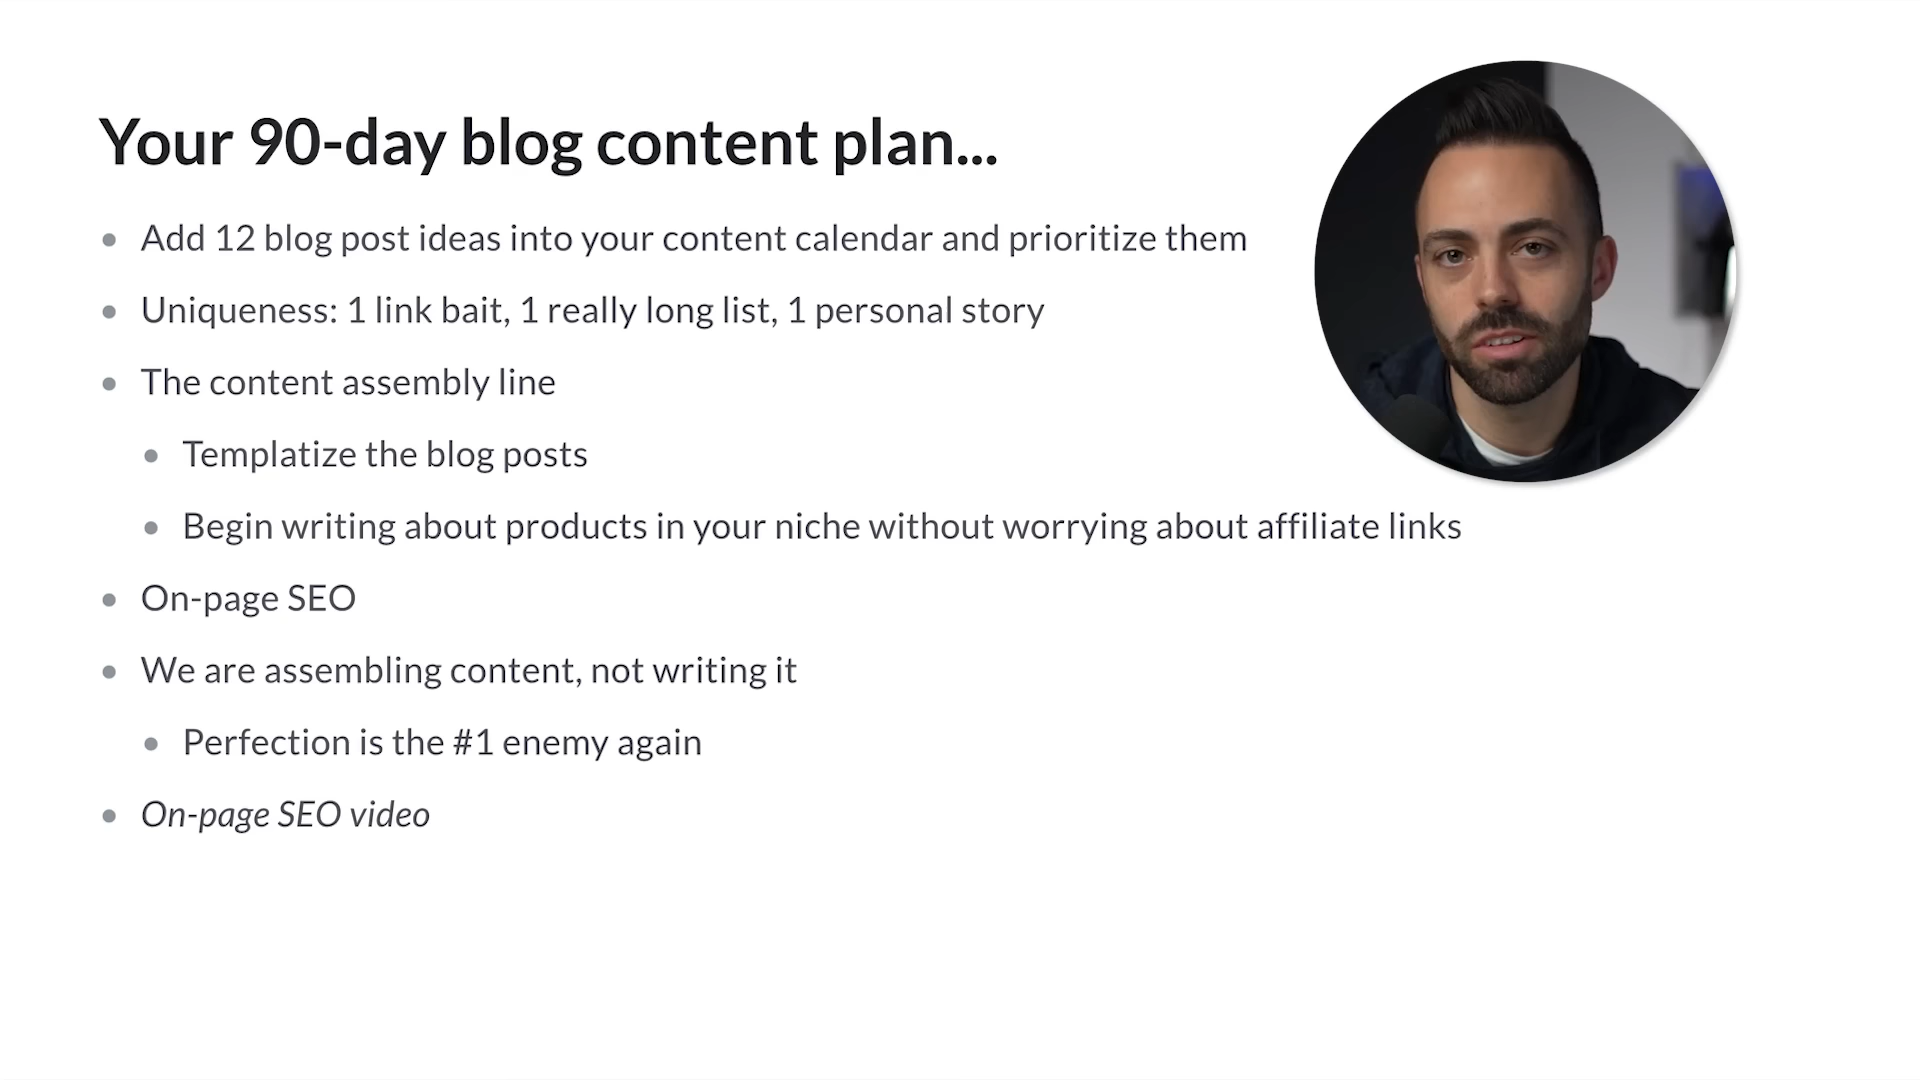 Your 90-day blog content plan...
Add 12 blog post ideas into your content calendar and prioritize them
Uniqueness: 1 link bait, 1 really long list, 1 personal story
The content assembly line
Templatize the blog posts
Begin writing about products in your niche without worrying about affiliate links
On-page SEO
We are assembling content, not writing it
Perfection is the #1 enemy again
On-page SEO video